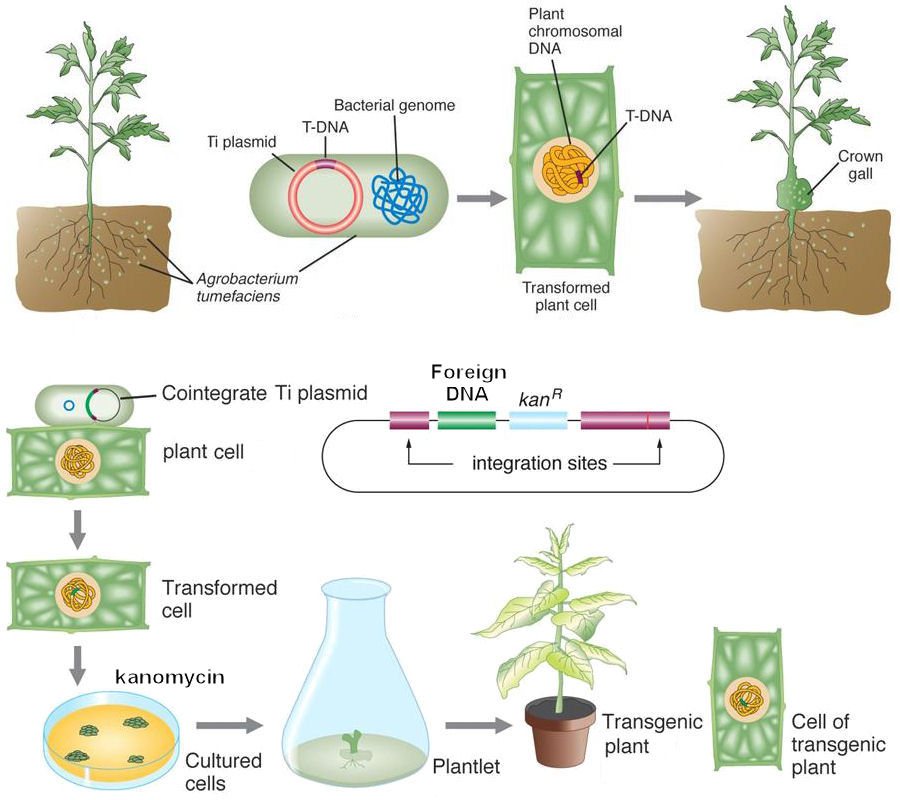 Plant
chromosomal
DNA
Bacterial genome
T-DNA
Ti plasmid
T-DNA
Crown
gall
Agrobacterium
tumefaciens
Transformed
plant cell
Cointegrate Ti plasmid
Foreign
DNA
kanR
plant cell
integration sites
Transformed
cell
kanomycin
Cultured
cells
Plantlet
Transgenic
plant
Cell of
transgenic
plant